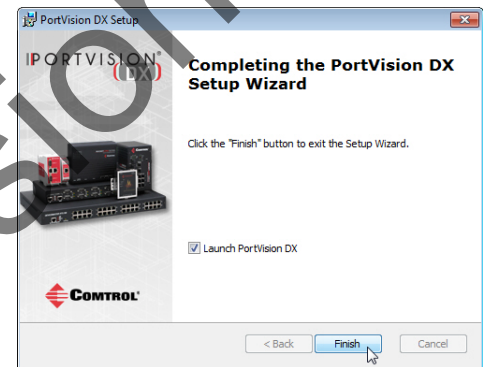 PortVision DX Setup
PORTVISION®
(DX)
Completing the PortVision DX
Setup Wizard
Click the "Finish" button to exit the Setup Wizard.
Launch PortVision DX
COMTROL®
< Back
Finish
Cancel